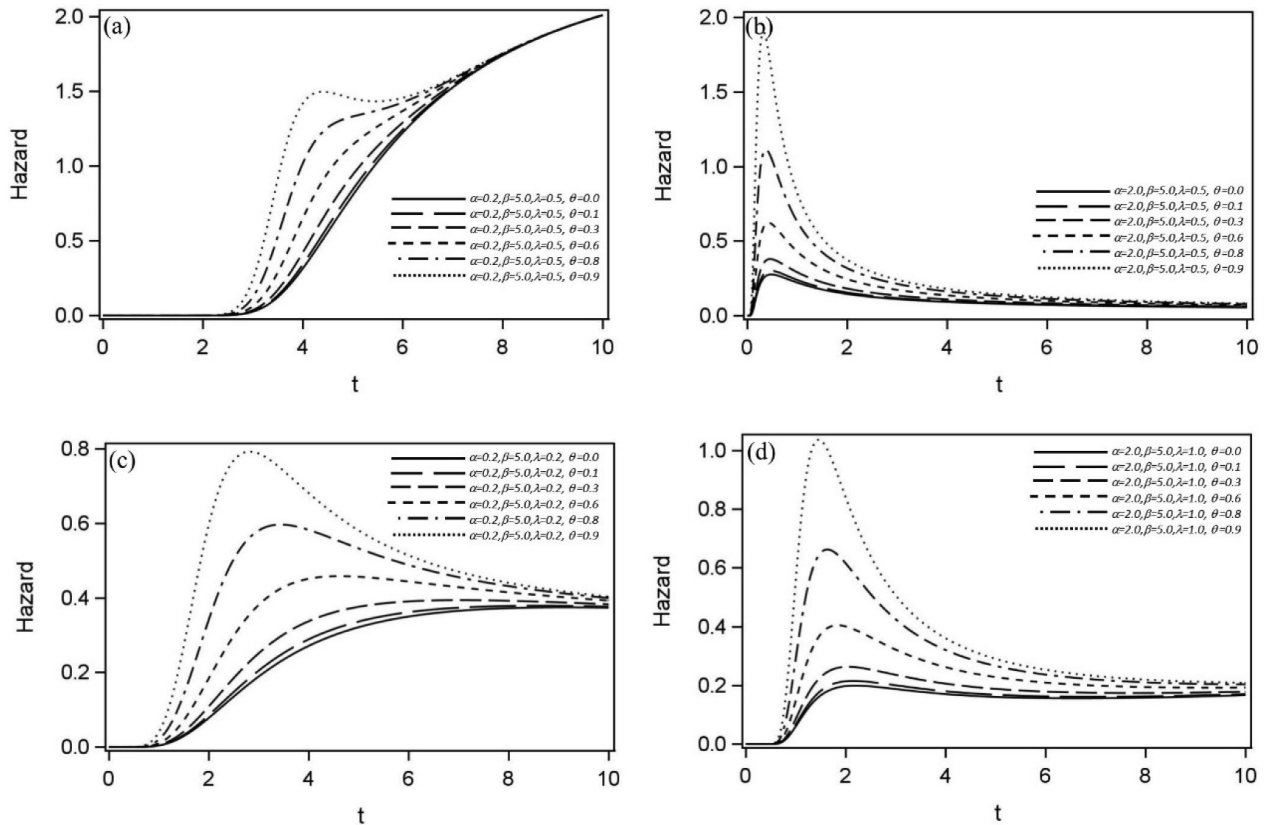 (a)
Hazard
2.0
1.5
1.0
0.5
0.0
α=0.2,β=5.0,λ=0.5, θ=0.0
α=0.2,β=5.0,λ=0.5, θ=0.1
α=0.2,β=5.0,λ=0.5, θ=0.3
α=0.2,β=5.0,λ=0.5, θ=0.6
α=0.2,β=5.0,λ=0.5, θ=0.8
α=0.2,β=5.0,λ=0.5, θ=0.9
0 2 4 6 8 10
t
(b)
Hazard
2.0
1.5
1.0
0.5
0.0
α=2.0,β=5.0,λ=0.5, θ=0.0
α=2.0,β=5.0,λ=0.5, θ=0.1
α=2.0,β=5.0,λ=0.5, θ=0.3
α=2.0,β=5.0,λ=0.5, θ=0.6
α=2.0,β=5.0,λ=0.5, θ=0.8
α=2.0,β=5.0,λ=0.5, θ=0.9
0 2 4 6 8 10
t
(c)
Hazard
0.8
0.6
0.4
0.2
0.0
α=0.2,β=5.0,λ=0.2, θ=0.0
α=0.2,β=5.0,λ=0.2, θ=0.1
α=0.2,β=5.0,λ=0.2, θ=0.3
α=0.2,β=5.0,λ=0.2, θ=0.6
α=0.2,β=5.0,λ=0.2, θ=0.8
α=0.2,β=5.0,λ=0.2, θ=0.9
0 2 4 6 8 10
t
(d)
Hazard
1.0
0.8
0.6
0.4
0.2
0.0
α=2.0,β=5.0,λ=1.0, θ=0.0
α=2.0,β=5.0,λ=1.0, θ=0.1
α=2.0,β=5.0,λ=1.0, θ=0.3
α=2.0,β=5.0,λ=1.0, θ=0.6
α=2.0,β=5.0,λ=1.0, θ=0.8
α=2.0,β=5.0,λ=1.0, θ=0.9
0 2 4 6 8 10
t